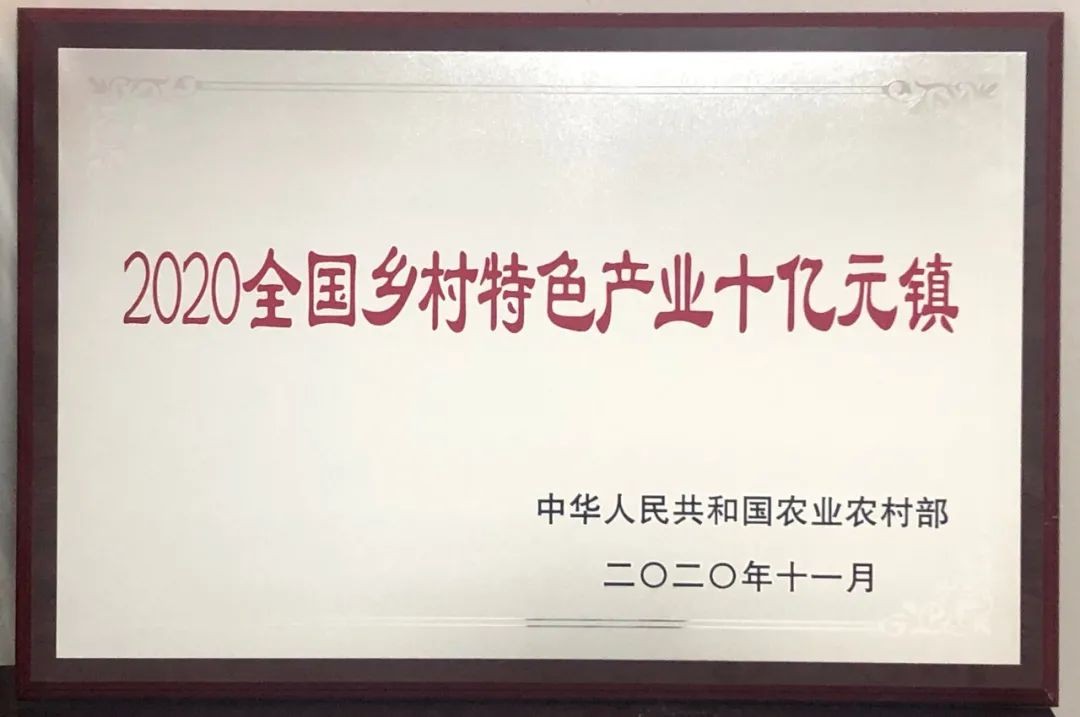 2020全国乡村特色产业十亿元镇
中华人民共和国农业农村部
二〇二〇年十一月